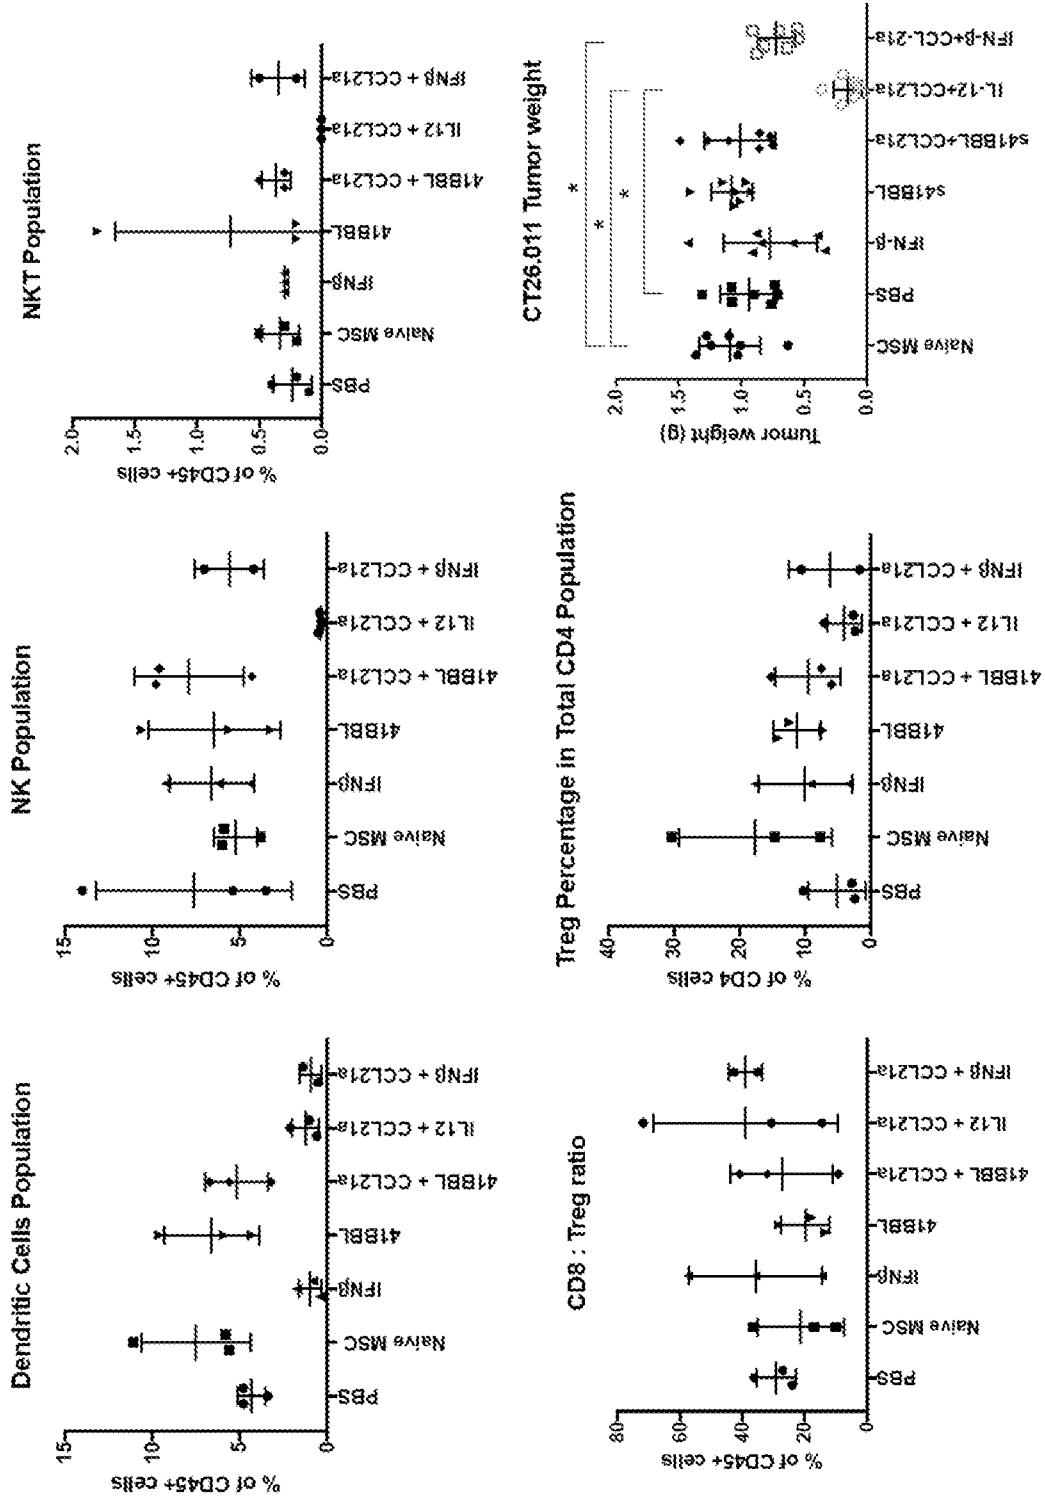 Dendritic Cells Population
% of CD45+ cells
15
10
5
0
PBS
Naive MSC
IFNβ
41BBL
41BBL + CCL21a
IL12 + CCL21a
IFNβ + CCL21a
NK Population
% of CD45+ cells
15
10
5
0
PBS
Naive MSC
IFNβ
41BBL
41BBL + CCL21a
IL12 + CCL21a
IFNβ + CCL21a
NKT Population
% of CD45+ cells
2.0
1.5
1.0
0.5
0.0
PBS
Naive MSC
IFNβ
41BBL
41BBL + CCL21a
IL12 + CCL21a
IFNβ + CCL21a
CD8 : Treg ratio
% of CD45+ cells
80
60
40
20
0
PBS
Naive MSC
IFNβ
41BBL
41BBL + CCL21a
IL12 + CCL21a
IFNβ + CCL21a
Treg Percentage in Total CD4 Population
% of CD4 cells
40
30
20
10
0
PBS
Naive MSC
IFNβ
41BBL
41BBL + CCL21a
IL12 + CCL21a
IFNβ + CCL21a
CT26.011 Tumor weight
Tumor weight (g)
2.0
1.5
1.0
0.5
0.0
*
*
*
Naive MSC
PBS
IFN-β
s41BBL
s41BBL+CCL21a
IL-12+CCL21a
IFN-β+CCL-21a